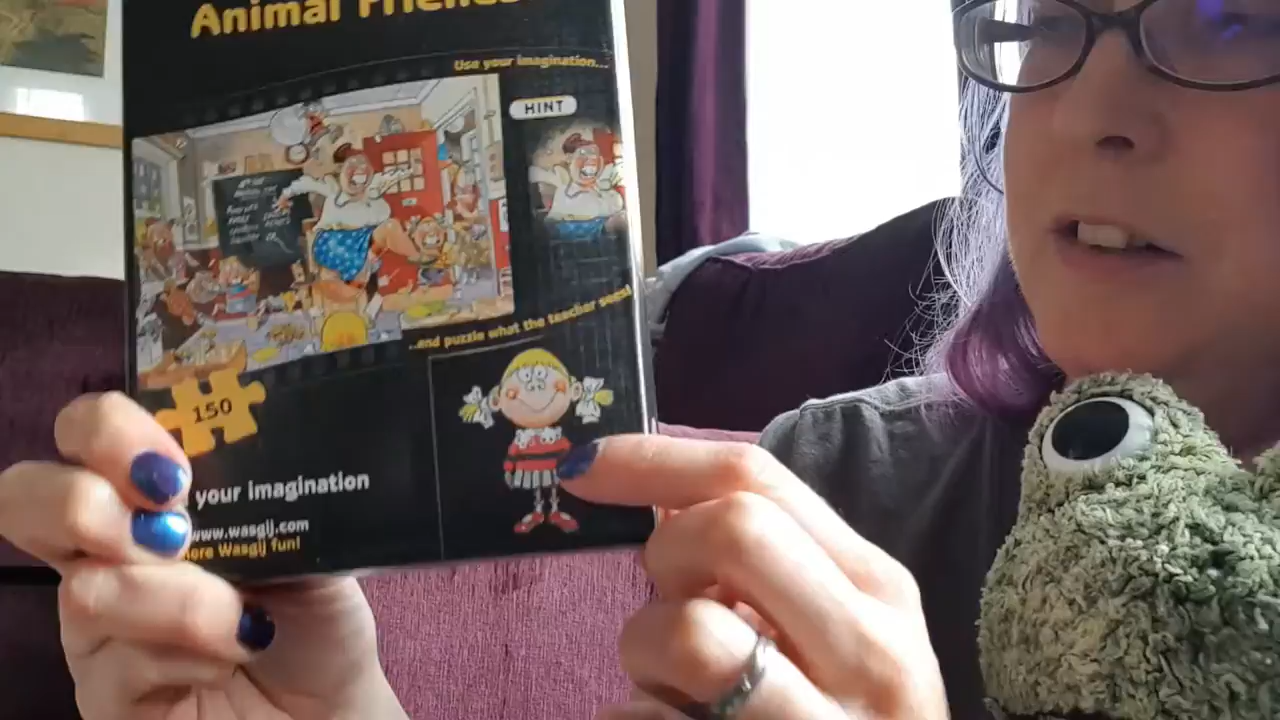 Animal Friends
Use your imagination...
HINT
...and puzzle what the teacher sees!
150
your imagination
www.wasgij.com
more Wasgij fun!